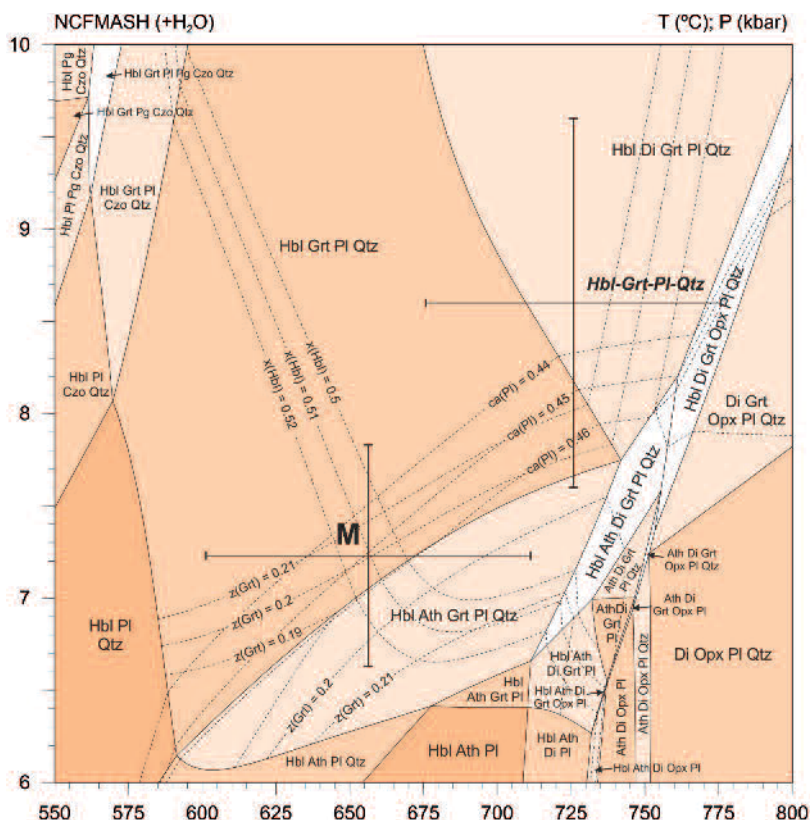 NCFMASH (+H₂O)
T (ºC); P (kbar)
10
9
8
7
6
550
575
600
625
650
675
700
725
750
775
800
Hbl Pg
Czo Qtz
Hbl Grt Pl Pg Czo Qtz
Hbl Grt Pg Czo Qtz
Hbl Pl Pg Czo Qtz
Hbl Grt Pl
Czo Qtz
Hbl Di Grt Pl Qtz
Hbl Grt Pl Qtz
Hbl-Grt-Pl-Qtz
Hbl Di Grt Opx Pl Qtz
Hbl Pl
Czo Qtz
x(Hbl) = 0.5
x(Hbl) = 0.51
x(Hbl) = 0.52
ca(Pl) = 0.44
ca(Pl) = 0.45
ca(Pl) = 0.46
Di Grt
Opx Pl Qtz
Hbl Ath Di Grt Pl Qtz
M
z(Grt) = 0.21
z(Grt) = 0.2
z(Grt) = 0.19
Ath Di Grt
Opx Pl Qtz
Ath Di Grt
Pl Qtz
Hbl Ath Grt Pl Qtz
Ath Di
Grt Opx Pl
Ath Di
Grt
Pl
Hbl Pl
Qtz
Hbl Ath
Di Grt Pl
Di Opx Pl Qtz
z(Grt) = 0.2
z(Grt) = 0.21
Hbl
Ath Grt Pl
Hbl Ath Di
Grt Opx Pl
Ath Di Opx Pl
Ath Di Opx Pl Qtz
Hbl Ath Pl Qtz
Hbl Ath Pl
Hbl Ath
Di Pl
Hbl Ath Di Opx Pl